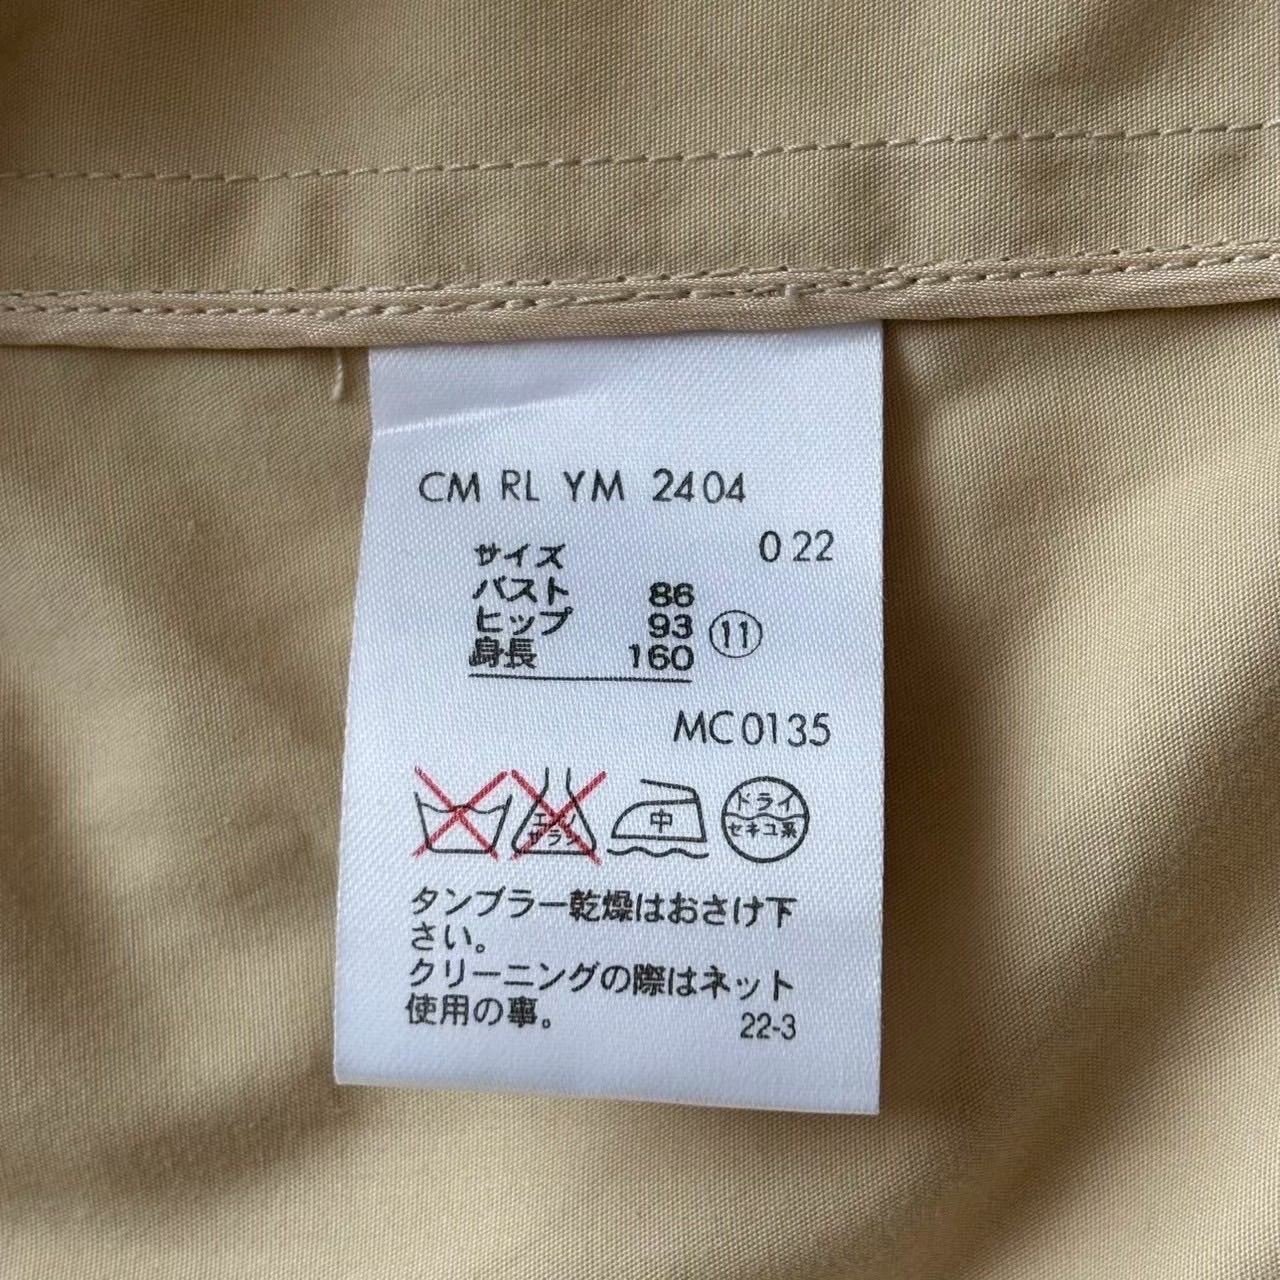 CM RL YM 2404
022
サイズ
バスト 86
ヒップ 93 ⑪
身長 160
MC0135
エンソ
サラシ
中
ドライ
セキユ系
タンブラー乾燥はおさけ下
さい。
クリーニングの際はネット
使用の事。 22-3